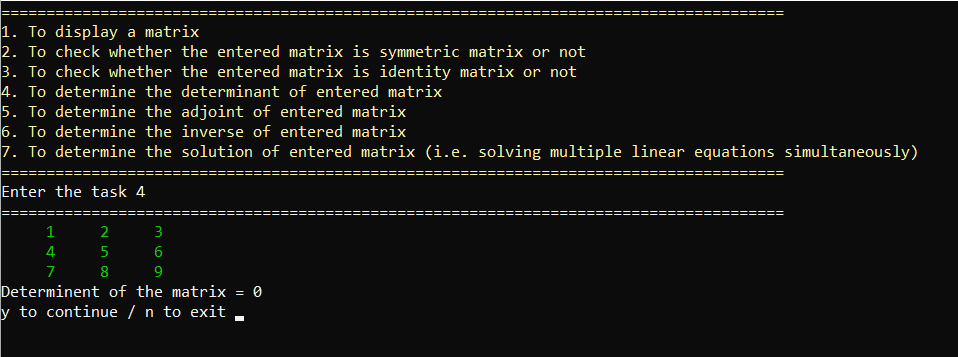 =======================================================================================
1. To display a matrix
2. To check whether the entered matrix is symmetric matrix or not
3. To check whether the entered matrix is identity matrix or not
4. To determine the determinant of entered matrix
5. To determine the adjoint of entered matrix
6. To determine the inverse of entered matrix
7. To determine the solution of entered matrix (i.e. solving multiple linear equations simultaneously)
=======================================================================================
Enter the task 4
=======================================================================================
     1     2     3
     4     5     6
     7     8     9
Determinent of the matrix = 0
y to continue / n to exit